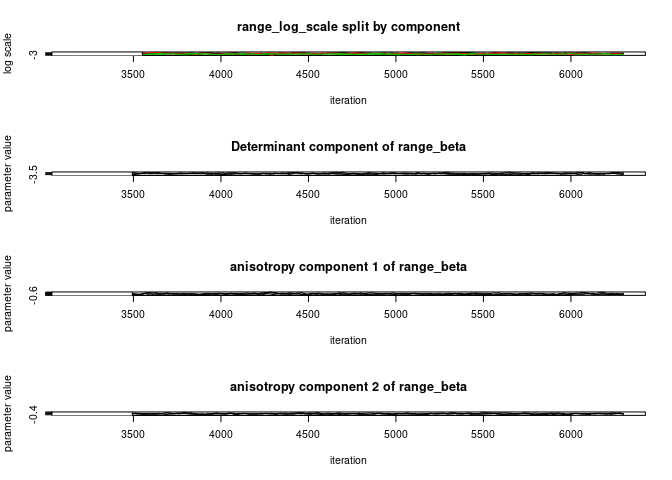 range_log_scale split by component
log scale
-3
3500 4000 4500 5000 5500 6000
iteration
Determinant component of range_beta
parameter value
-3.5
3500 4000 4500 5000 5500 6000
iteration
anisotropy component 1 of range_beta
parameter value
-0.6
3500 4000 4500 5000 5500 6000
iteration
anisotropy component 2 of range_beta
parameter value
-0.4
3500 4000 4500 5000 5500 6000
iteration